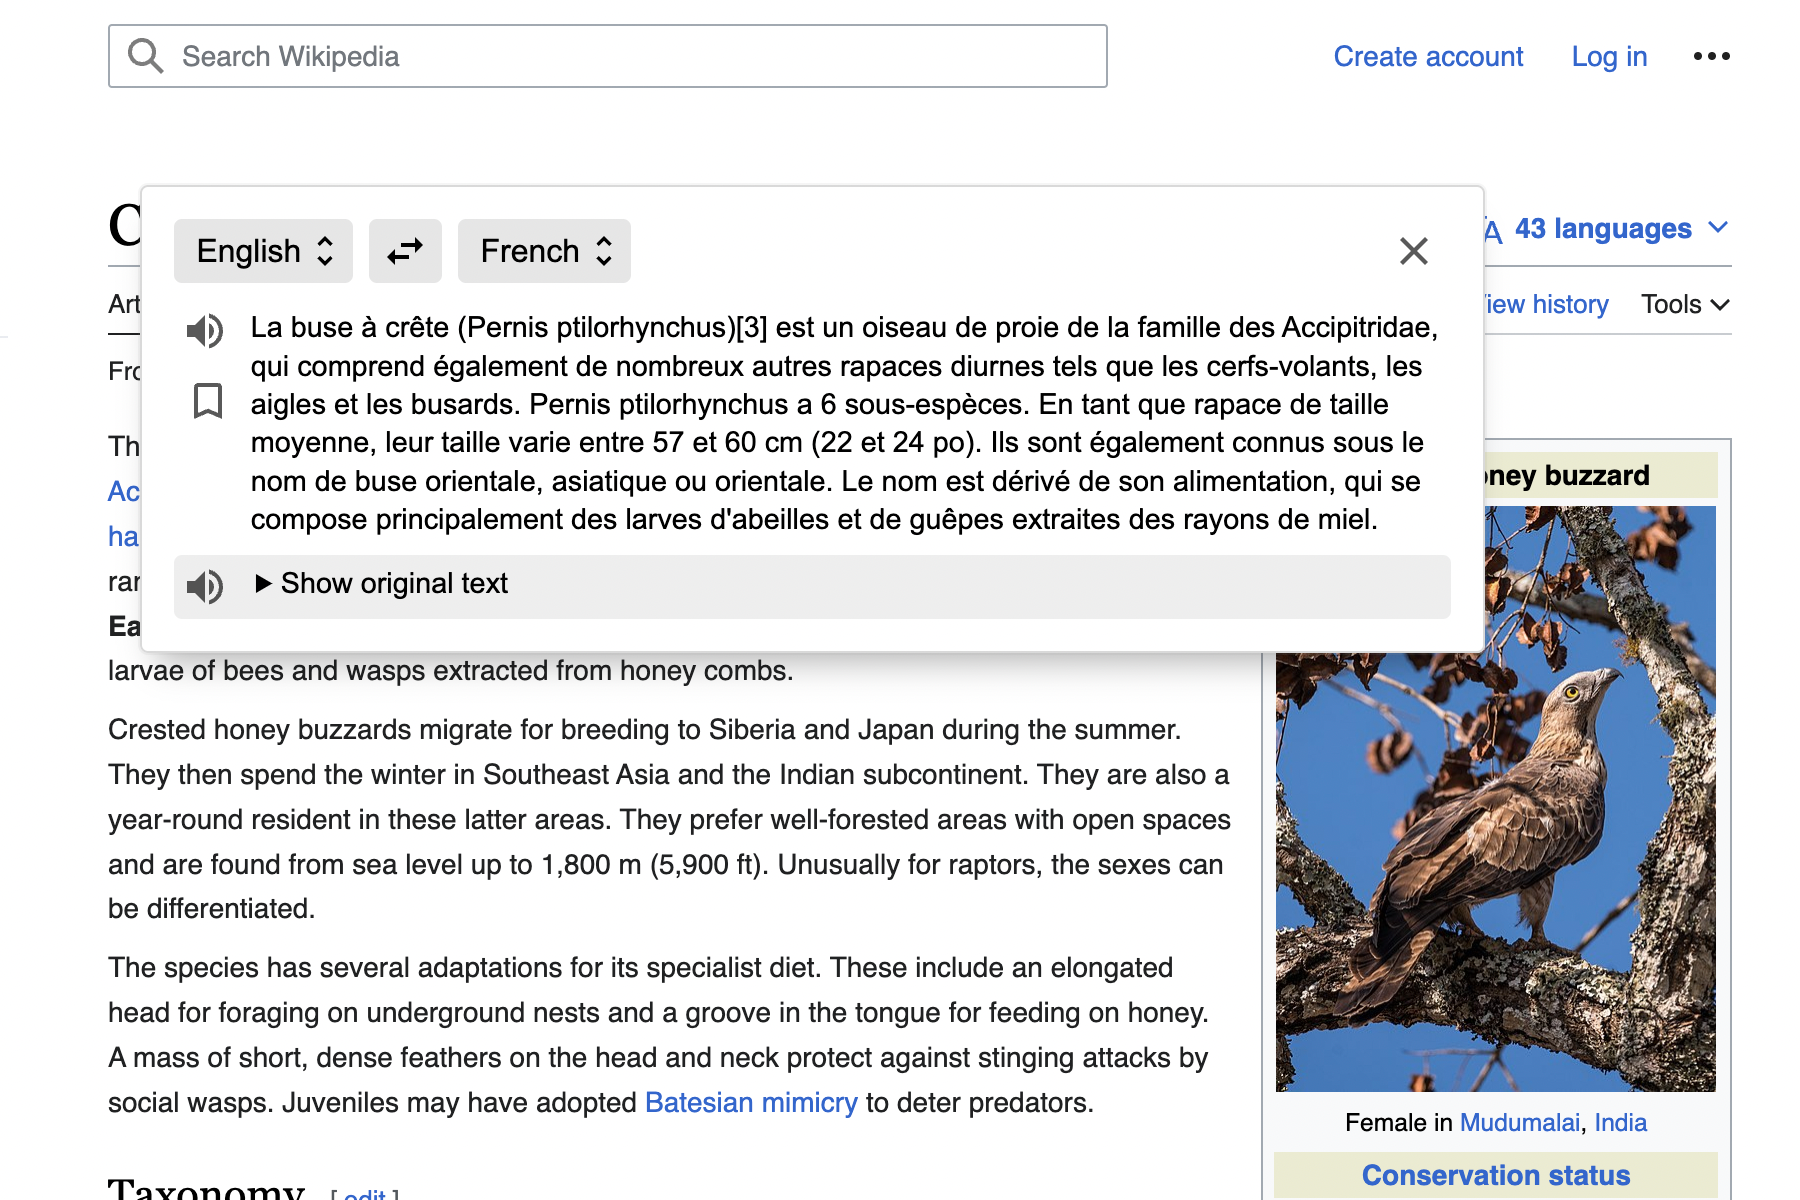 Search Wikipedia
Create account
Log in
43 languages
English
French
La buse à crête (Pernis ptilorhynchus)[3] est un oiseau de proie de la famille des Accipitridae,
qui comprend également de nombreux autres rapaces diurnes tels que les cerfs-volants, les
aigles et les busards. Pernis ptilorhynchus a 6 sous-espèces. En tant que rapace de taille
moyenne, leur taille varie entre 57 et 60 cm (22 et 24 po). Ils sont également connus sous le
nom de buse orientale, asiatique ou orientale. Le nom est dérivé de son alimentation, qui se
compose principalement des larves d'abeilles et de guêpes extraites des rayons de miel.
Show original text
history
Tools
buzzard
larvae of bees and wasps extracted from honey combs.
Crested honey buzzards migrate for breeding to Siberia and Japan during the summer.
They then spend the winter in Southeast Asia and the Indian subcontinent. They are also a
year-round resident in these latter areas. They prefer well-forested areas with open spaces
and are found from sea level up to 1,800 m (5,900 ft). Unusually for raptors, the sexes can
be differentiated.
The species has several adaptations for its specialist diet. These include an elongated
head for foraging on underground nests and a groove in the tongue for feeding on honey.
A mass of short, dense feathers on the head and neck protect against stinging attacks by
social wasps. Juveniles may have adopted Batesian mimicry to deter predators.
Female in Mudumalai, India
Conservation status
Taxonomy [ edit ]